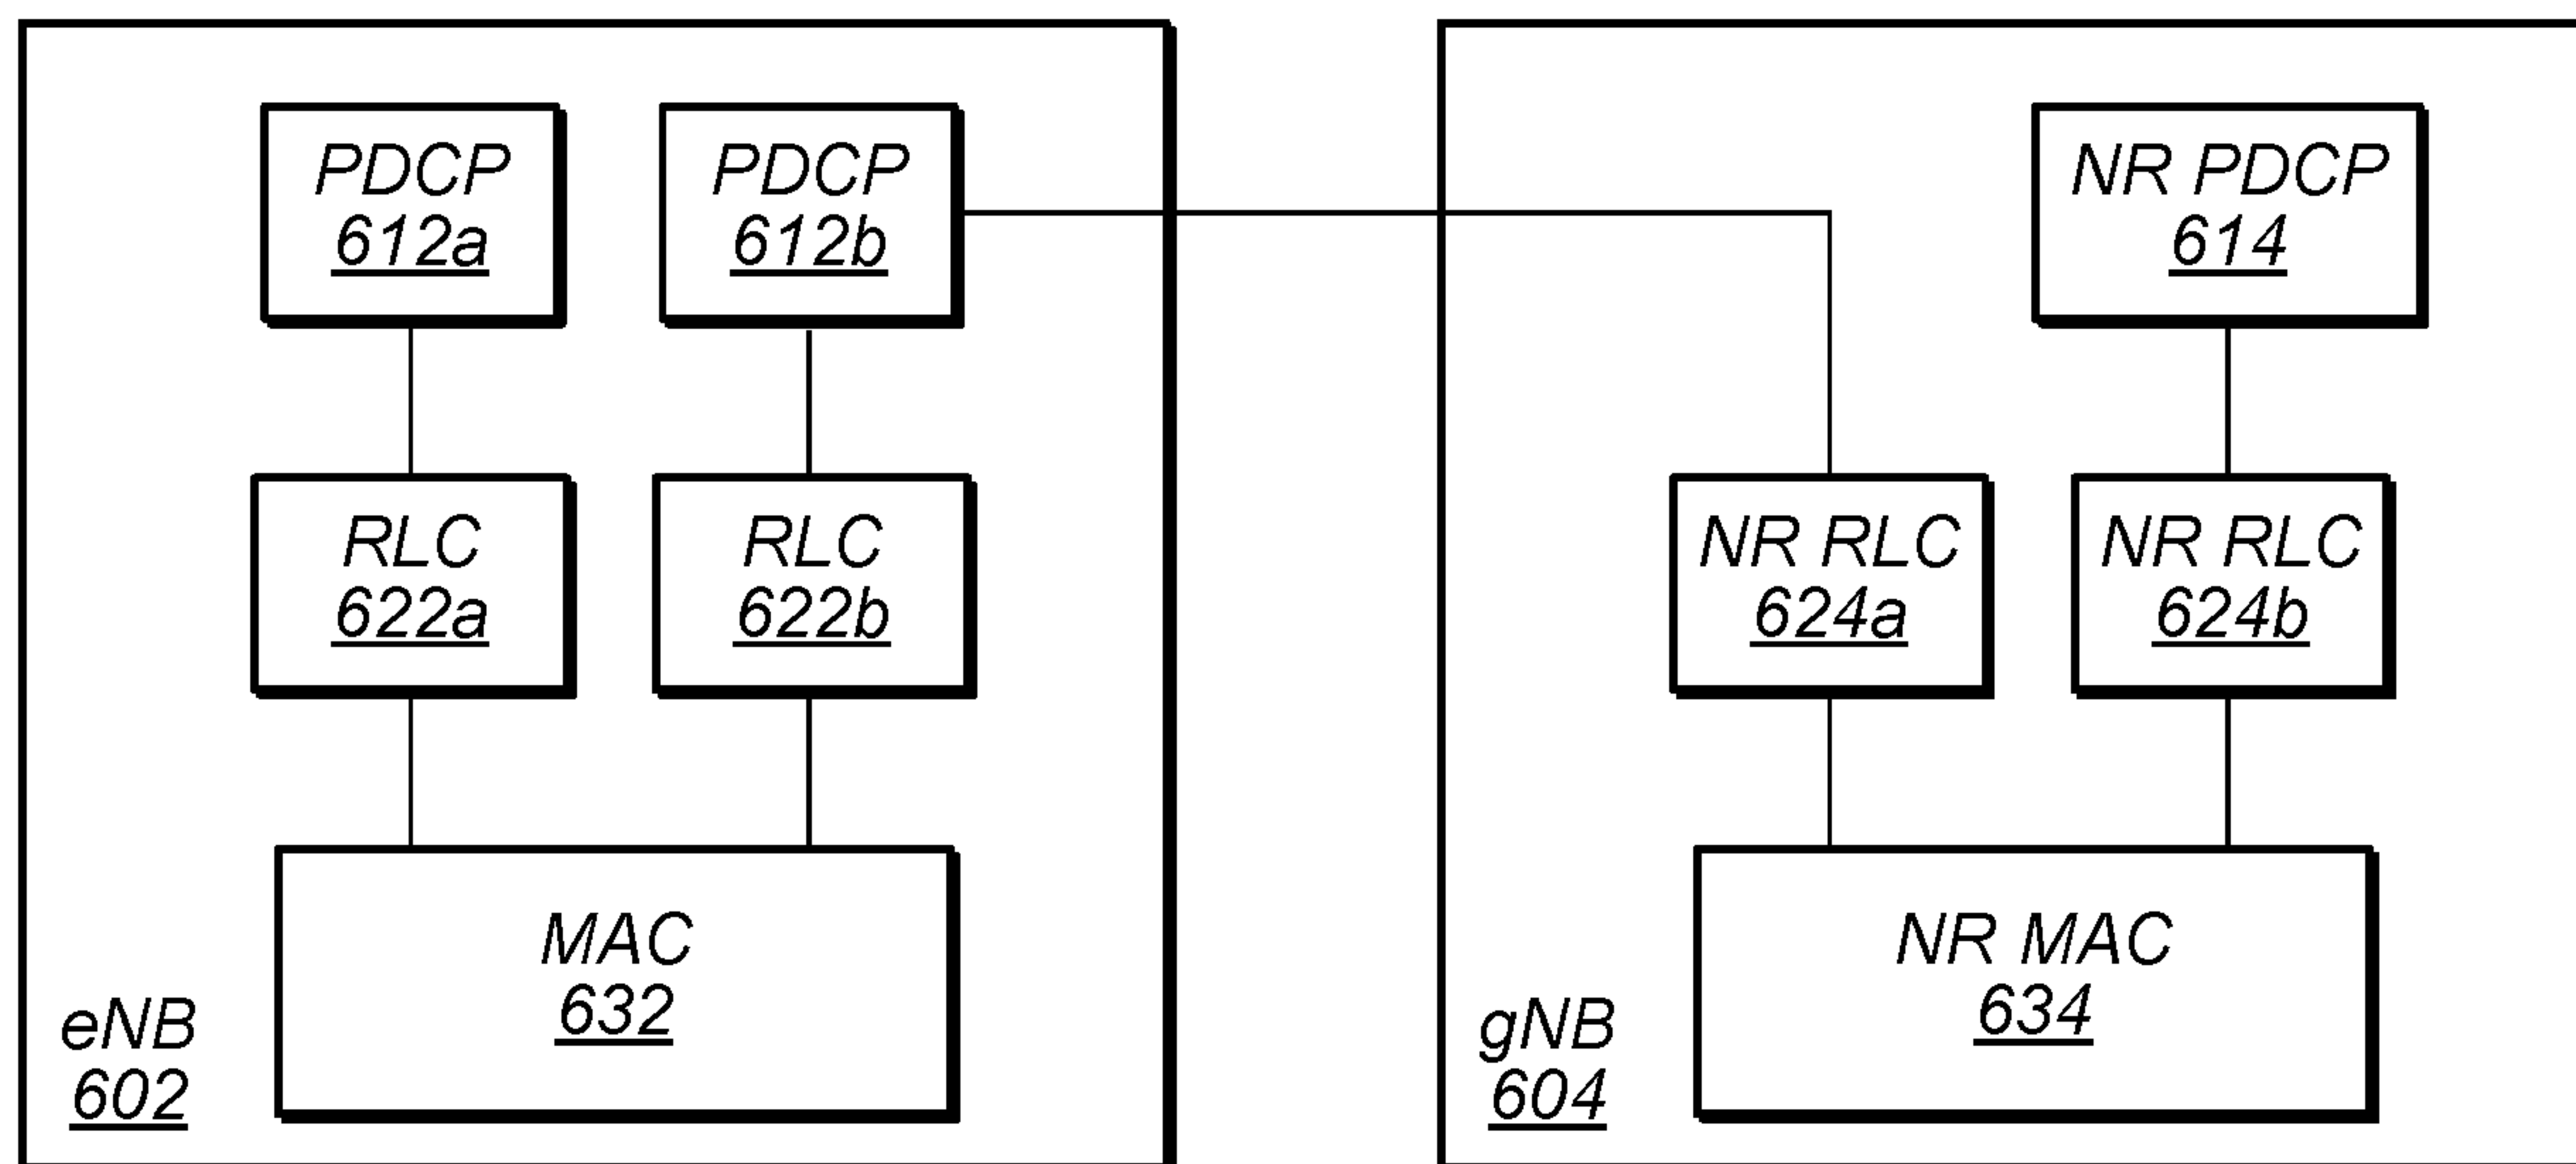 PDCP
612a
PDCP
612b
NR PDCP
614
RLC
622a
RLC
622b
NR RLC
624a
NR RLC
624b
MAC
632
NR MAC
634
eNB
602
gNB
604